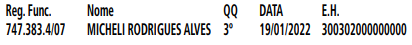 Reg. Func. Nome QQ DATA E.H.
747.383.4/07 MICHELI RODRIGUES ALVES 3º 19/01/2022 300302000000000